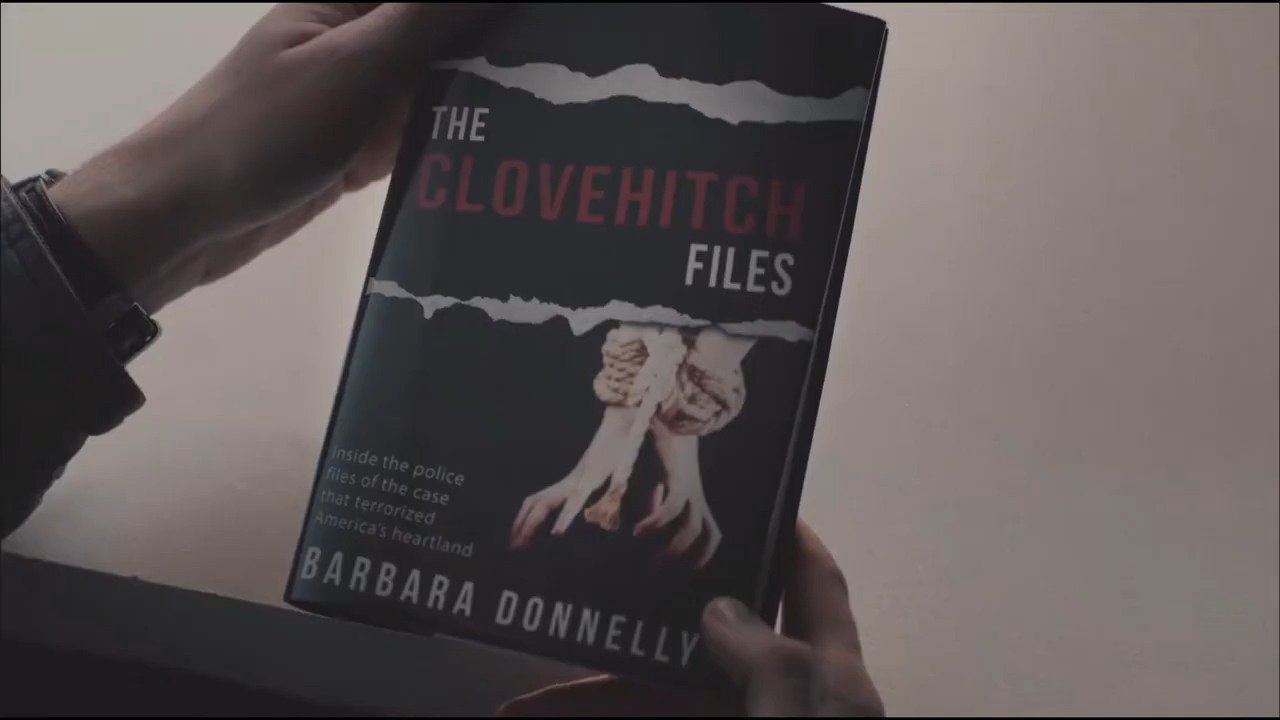 THE
CLOVEHITCH
FILES
Inside the police
files of the case
that terrorized
America's heartland
BARBARA DONNELLY